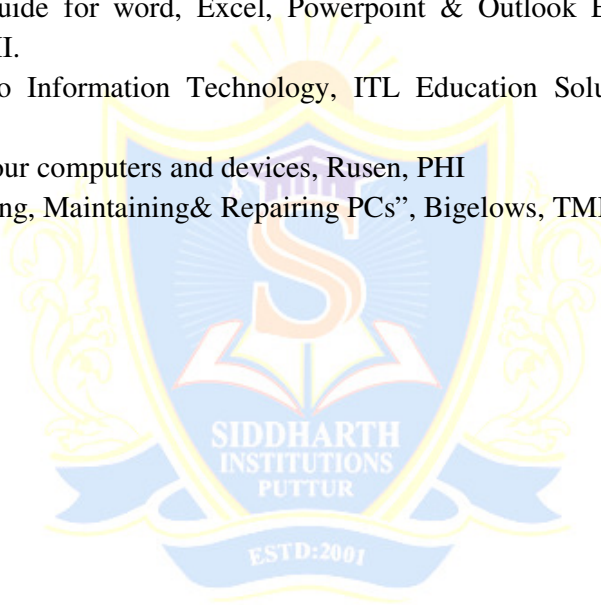 uide for word, Excel, Powerpoint & Outlook E
I.
o Information Technology, ITL Education Solu
our computers and devices, Rusen, PHI
ng, Maintaining& Repairing PCs”, Bigelows, TM
S
SIDDHARTH
INSTITUTIONS
PUTTUR
ESTD:2001